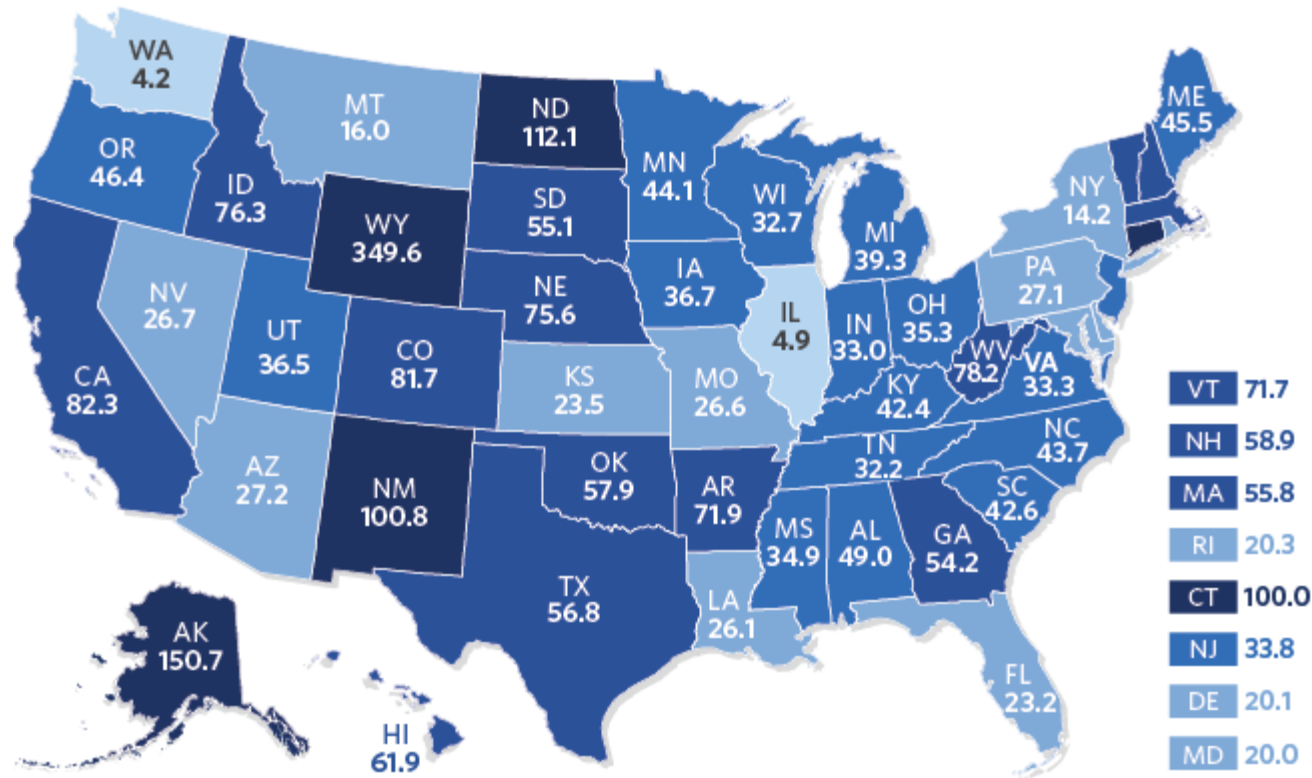 WA
4.2
MT
16.0
ND
112.1
ME
45.5
OR
46.4
ID
76.3
MN
44.1
WI
32.7
NY
14.2
SD
55.1
WY
349.6
MI
39.3
IA
36.7
PA
27.1
NE
75.6
NV
26.7
UT
36.5
IL
4.9
IN
33.0
OH
35.3
CO
81.7
WV
78.2
VA
33.3
CA
82.3
KS
23.5
MO
26.6
KY
42.4
NC
43.7
TN
32.2
AZ
27.2
NM
100.8
OK
57.9
AR
71.9
SC
42.6
MS
34.9
AL
49.0
GA
54.2
TX
56.8
LA
26.1
AK
150.7
FL
23.2
HI
61.9
VT 71.7
NH 58.9
MA 55.8
RI 20.3
CT 100.0
NJ 33.8
DE 20.1
MD 20.0